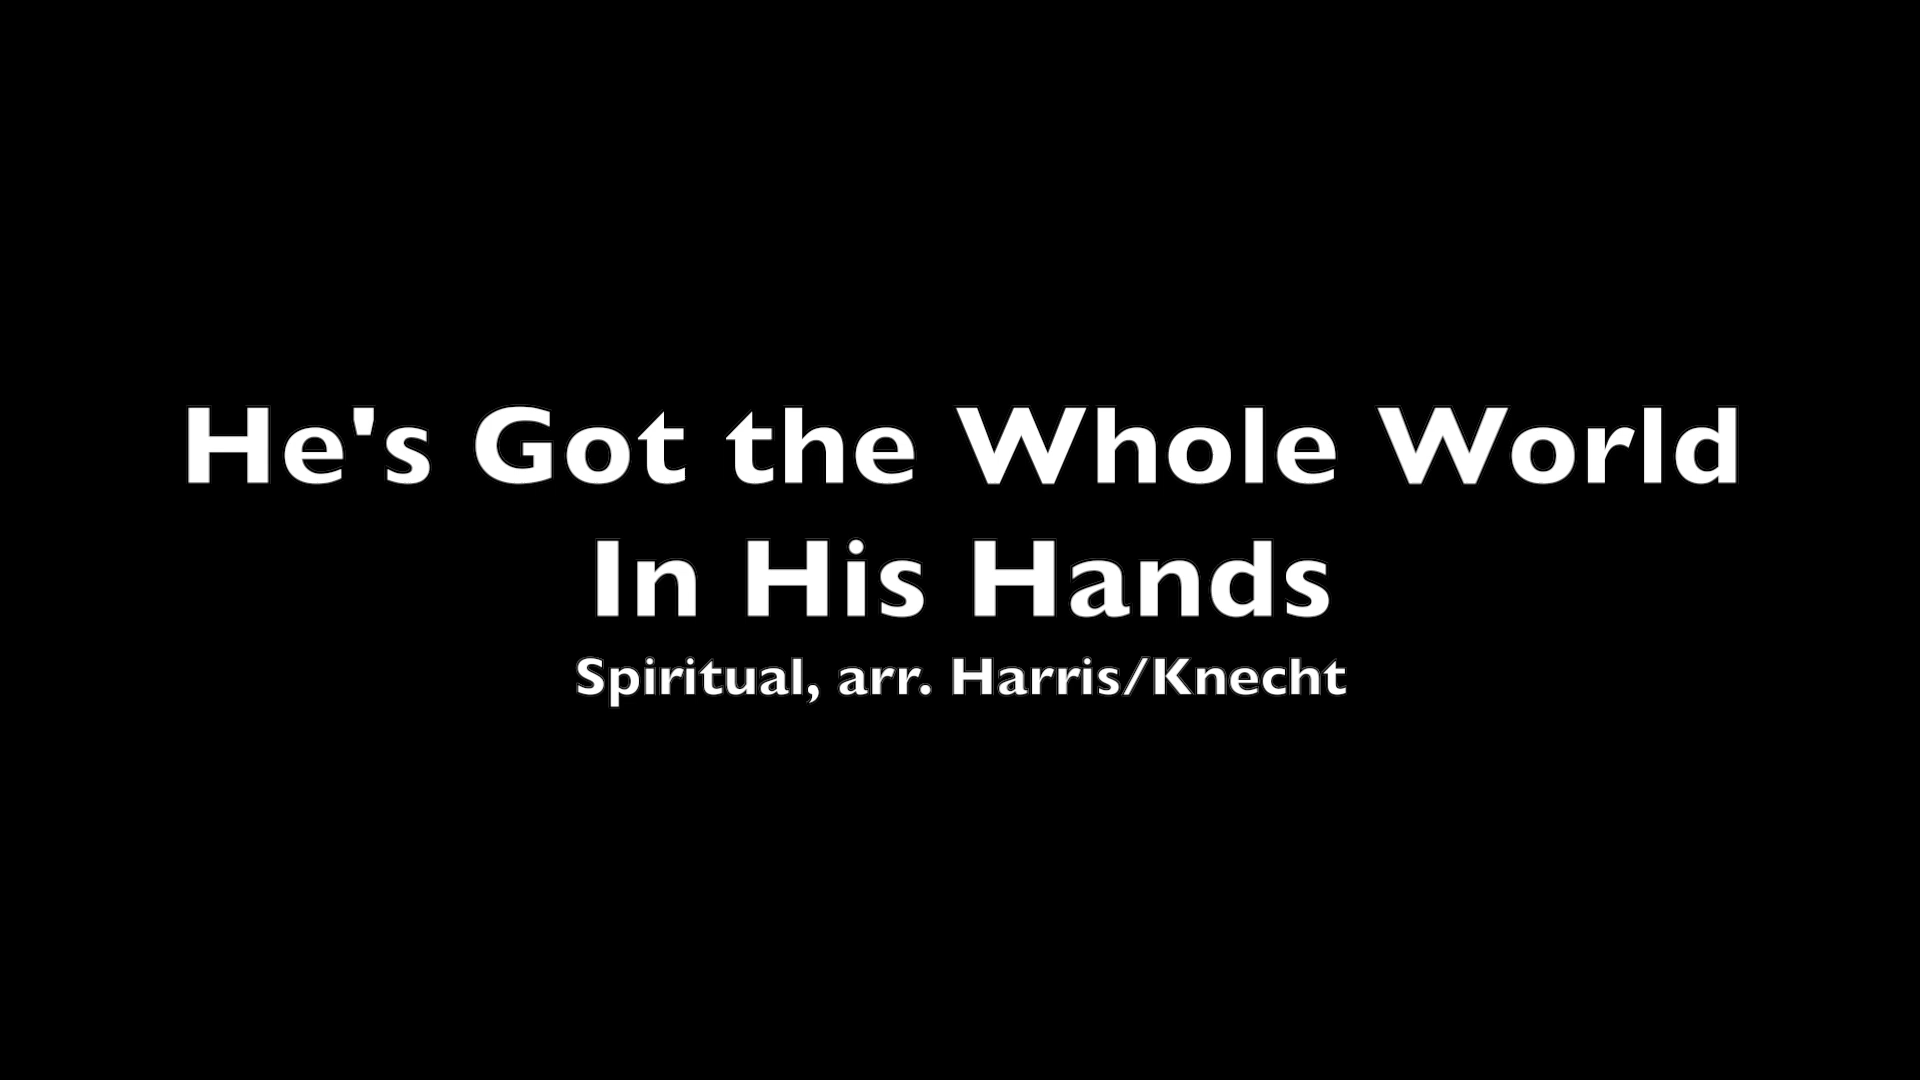 He's Got the Whole World
In His Hands
Spiritual, arr. Harris/Knecht